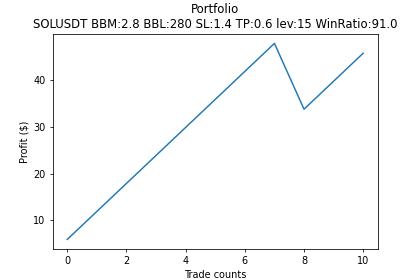 Portfolio
SOLUSDT BBM:2.8 BBL:280 SL:1.4 TP:0.6 lev:15 WinRatio:91.0
40
30
20
10
Profit ($)
0 2 4 6 8 10
Trade counts